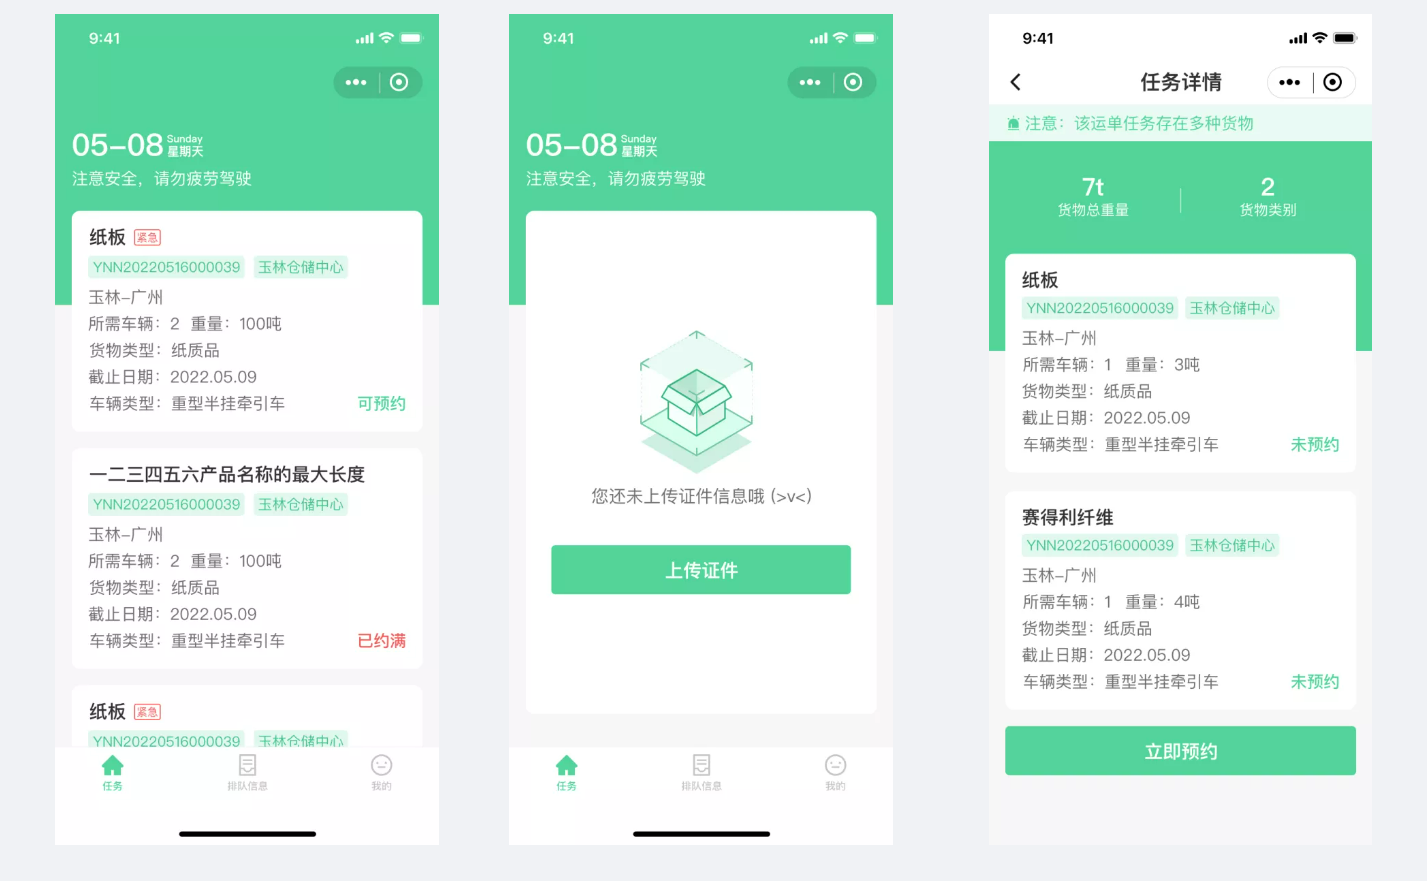 9:41
05-08
Sunday
星期天
注意安全，请勿疲劳驾驶
纸板 紧急
YNN20220516000039 玉林仓储中心
玉林-广州
所需车辆：2 重量：100吨
货物类型：纸质品
截止日期：2022.05.09
车辆类型：重型半挂牵引车 可预约
一二三四五六产品名称的最大长度
YNN20220516000039 玉林仓储中心
玉林-广州
所需车辆：2 重量：100吨
货物类型：纸质品
截止日期：2022.05.09
车辆类型：重型半挂牵引车 已约满
纸板 紧急
YNN20220516000039 玉林仓储中心
任务 排队信息 我的
9:41
05-08
Sunday
星期天
注意安全，请勿疲劳驾驶
您还未上传证件信息哦 (>v<)
上传证件
任务 排队信息 我的
9:41
任务详情
注意：该运单任务存在多种货物
7t 2
货物总重量 货物类别
纸板
YNN20220516000039 玉林仓储中心
玉林-广州
所需车辆：1 重量：3吨
货物类型：纸质品
截止日期：2022.05.09
车辆类型：重型半挂牵引车 未预约
赛得利纤维
YNN20220516000039 玉林仓储中心
玉林-广州
所需车辆：1 重量：4吨
货物类型：纸质品
截止日期：2022.05.09
车辆类型：重型半挂牵引车 未预约
立即预约